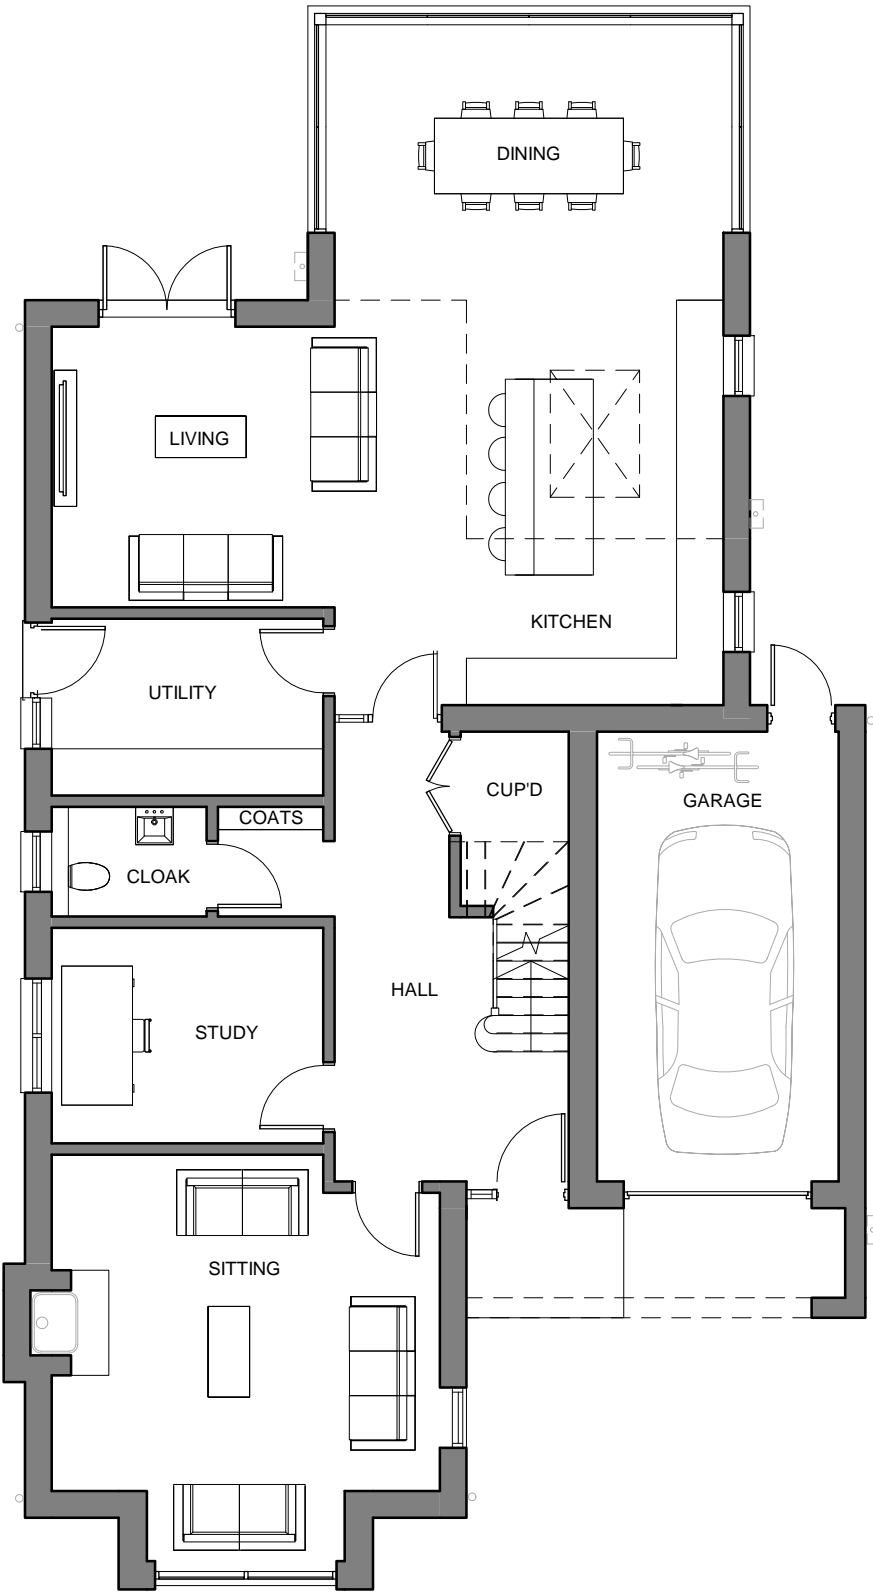 DINING
LIVING
KITCHEN
UTILITY
CUP'D
GARAGE
COATS
CLOAK
HALL
STUDY
SITTING